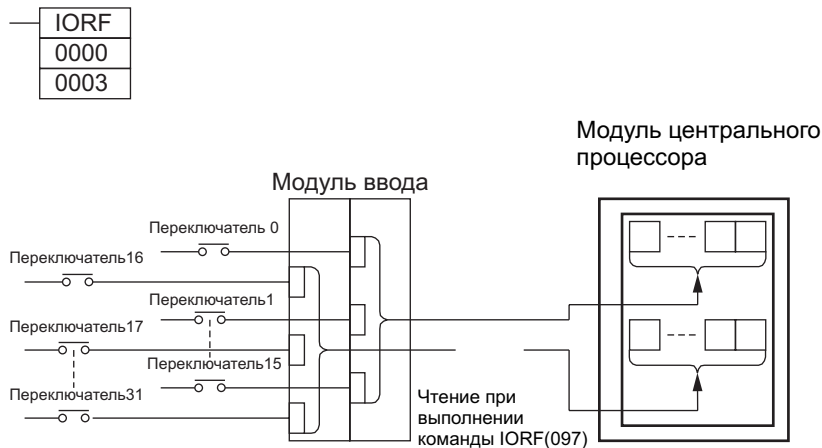 IORF
0000
0003
Модуль центрального
процессора
Модуль ввода
Переключатель 0
Переключатель16
Переключатель1
Переключатель17
Переключатель15
Переключатель31
Чтение при
выполнении
команды IORF(097)